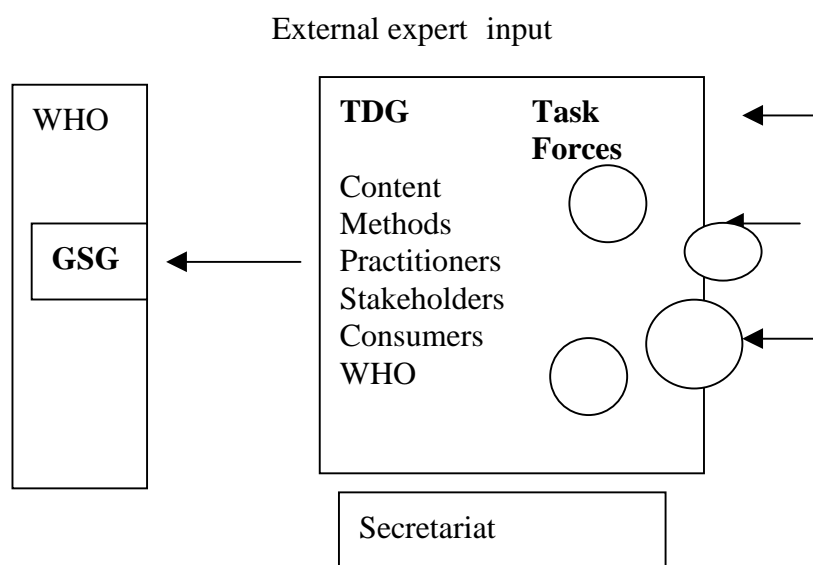 External expert input
WHO
GSG
TDG
Task
Forces
Content
Methods
Practitioners
Stakeholders
Consumers
WHO
Secretariat